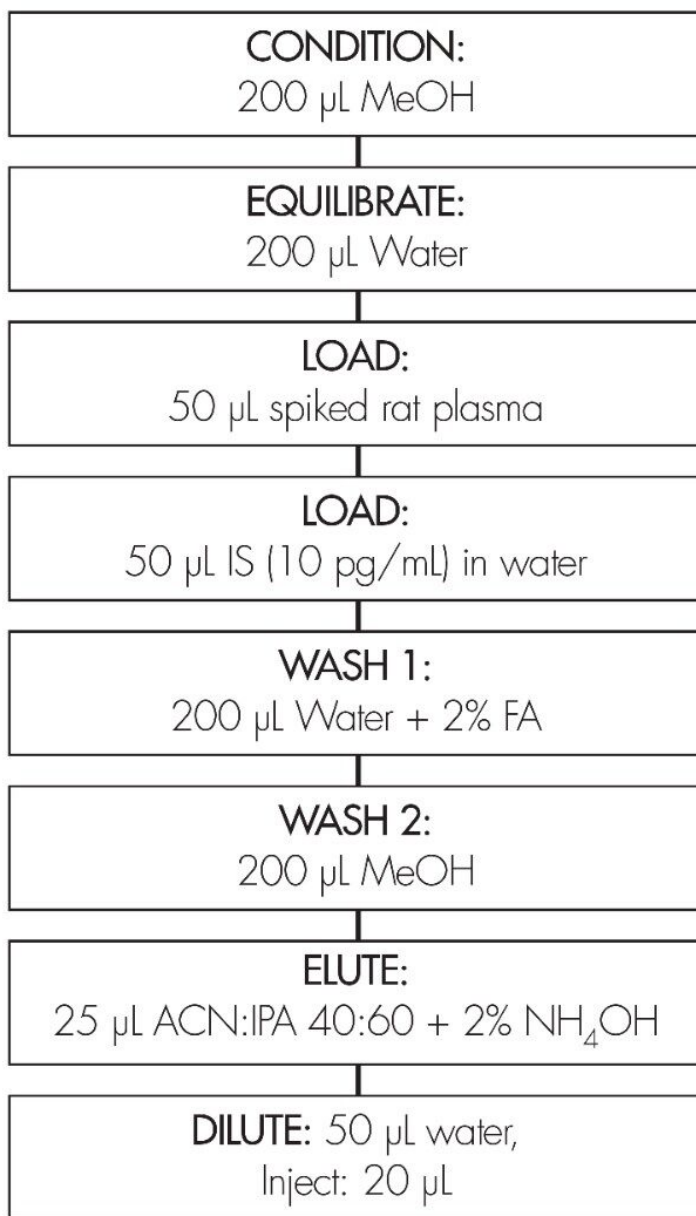 CONDITION:
200 µL MeOH
EQUILIBRATE:
200 µL Water
LOAD:
50 µL spiked rat plasma
LOAD:
50 µL IS (10 pg/mL) in water
WASH 1:
200 µL Water + 2% FA
WASH 2:
200 µL MeOH
ELUTE:
25 µL ACN:IPA 40:60 + 2% NH₄OH
DILUTE: 50 µL water,
Inject: 20 µL